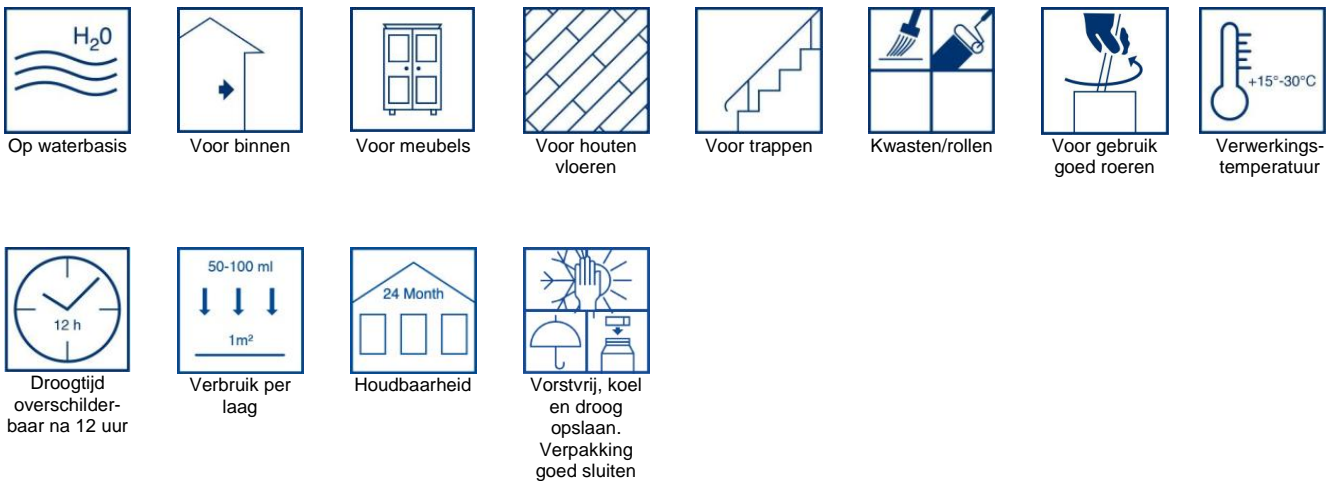 H₂0
Op waterbasis
Voor binnen
Voor meubels
Voor houten
vloeren
Voor trappen
Kwasten/rollen
Voor gebruik
goed roeren
+15°-30°C
Verwerkings-
temperatuur
12 h
Droogtijd
overschilder-
baar na 12 uur
50-100 ml
1m²
Verbruik per
laag
24 Month
Houdbaarheid
Vorstvrij, koel
en droog
opslaan.
Verpakking
goed sluiten